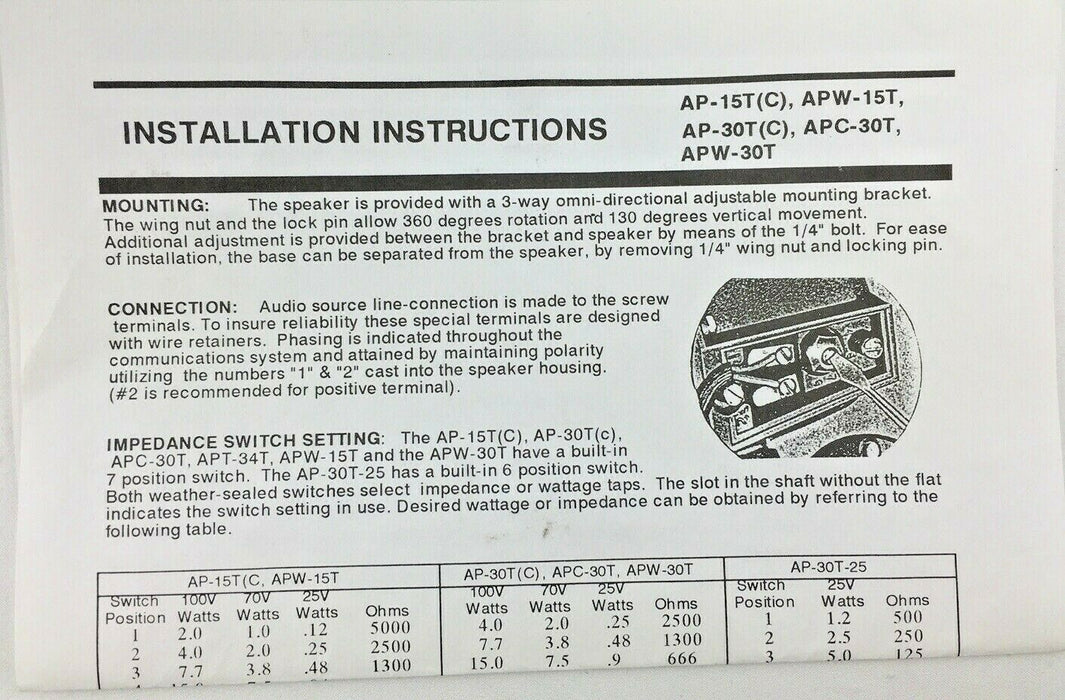 INSTALLATION INSTRUCTIONS
AP-15T(C), APW-15T,
AP-30T(C), APC-30T,
APW-30T
MOUNTING: The speaker is provided with a 3-way omni-directional adjustable mounting bracket.
The wing nut and the lock pin allow 360 degrees rotation and 130 degrees vertical movement.
Additional adjustment is provided between the bracket and speaker by means of the 1/4" bolt. For ease
of installation, the base can be separated from the speaker, by removing 1/4" wing nut and locking pin.
CONNECTION: Audio source line-connection is made to the screw
terminals. To insure reliability these special terminals are designed
with wire retainers. Phasing is indicated throughout the
communications system and attained by maintaining polarity
utilizing the numbers "1" & "2" cast into the speaker housing.
(#2 is recommended for positive terminal).
IMPEDANCE SWITCH SETTING: The AP-15T(C), AP-30T(c),
APC-30T, APT-34T, APW-15T and the APW-30T have a built-in
7 position switch. The AP-30T-25 has a built-in 6 position switch.
Both weather-sealed switches select impedance or wattage taps. The slot in the shaft without the flat
indicates the switch setting in use. Desired wattage or impedance can be obtained by referring to the
following table.
AP-15T(C, APW-15T AP-30T(C), APC-30T, APW-30T AP-30T-25
Switch 100V 70V 25V 100V 70V 25V Switch 25V
Position Watts Watts Watts Ohms Watts Watts Watts Ohms Position Watts Ohms
1 2.0 1.0 .12 5000 4.0 2.0 .25 2500 1 1.2 500
2 4.0 2.0 .25 2500 7.7 3.8 .48 1300 2 2.5 250
3 7.7 3.8 .48 1300 15.0 7.5 .9 666 3 5.0 125